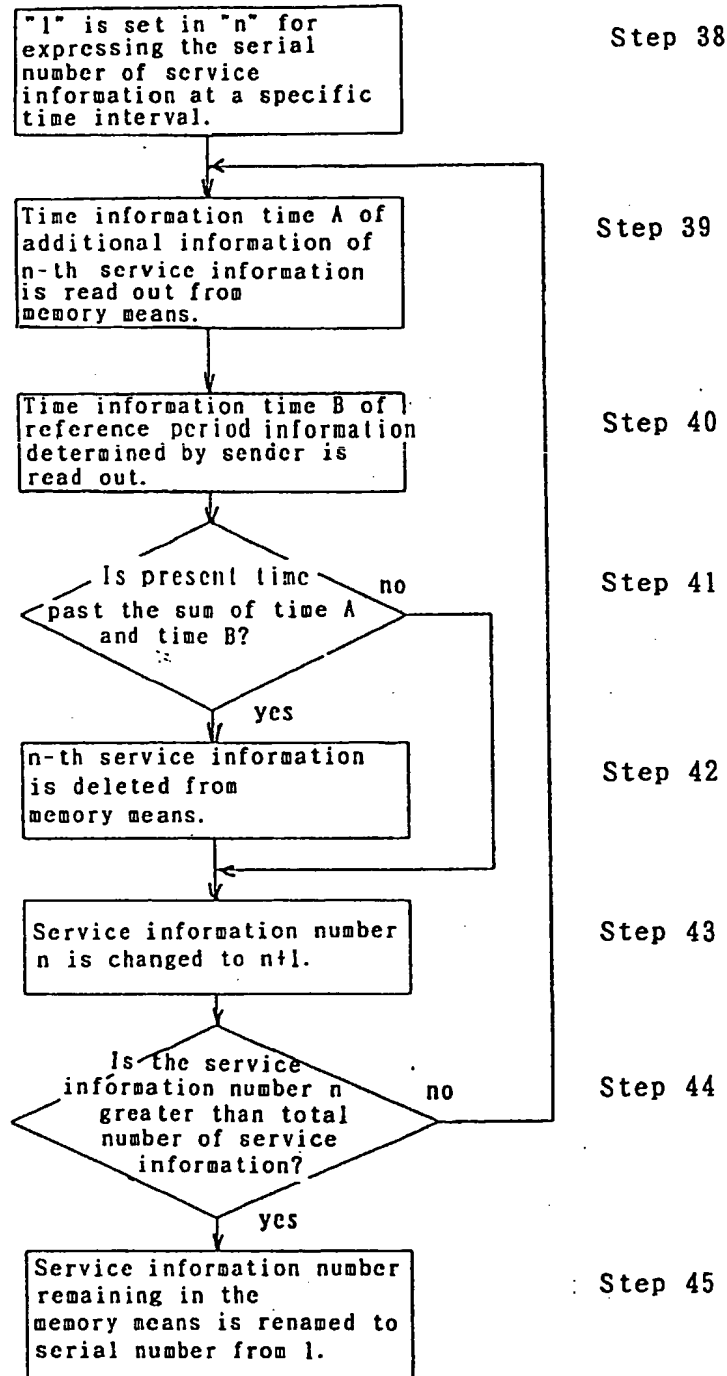 "1" is set in "n" for
expressing the serial
number of service
information at a specific
time interval.
Step 38
Time information time A of
additional information of
n-th service information
is read out from
memory means.
Step 39
Time information time B of
reference period information
determined by sender is
read out.
Step 40
Is present time
past the sum of time A
and time B?
no
Step 41
yes
n-th service information
is deleted from
memory means.
Step 42
Service information number
n is changed to n+1.
Step 43
Is the service
information number n
greater than total
number of service
information?
no
Step 44
yes
Service information number
remaining in the
memory means is renamed to
serial number from 1.
Step 45